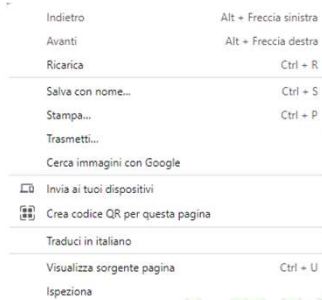 Indietro Alt + Freccia sinistra
Avanti Alt + Freccia destra
Ricarica Ctrl + R
Salva con nome... Ctrl + S
Stampa... Ctrl + P
Trasmetti...
Cerca immagini con Google
Invia ai tuoi dispositivi
Crea codice QR per questa pagina
Traduci in italiano
Visualizza sorgente pagina Ctrl + U
Ispeziona